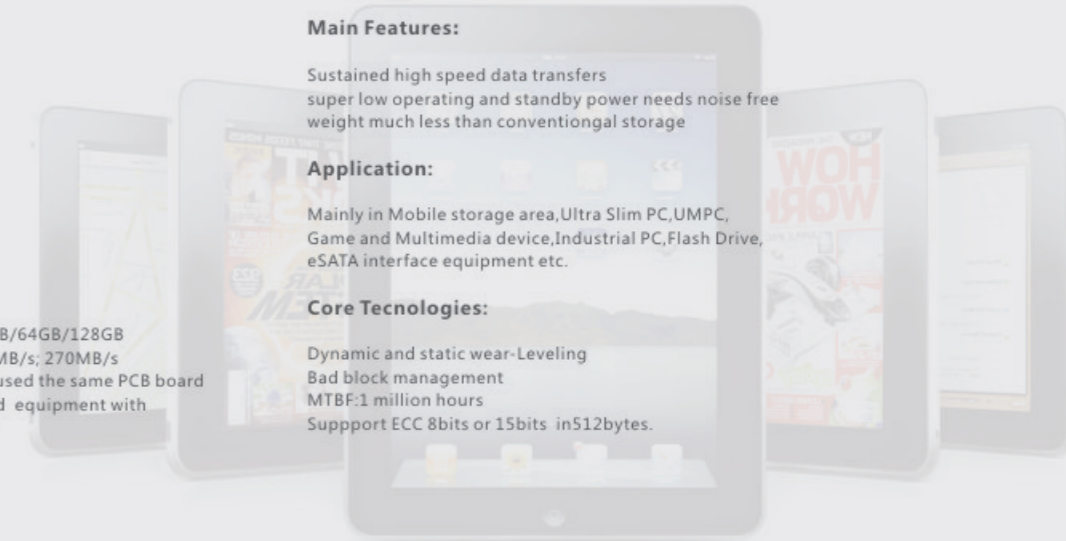 Main Features:
Sustained high speed data transfers
super low operating and standby power needs noise free
weight much less than conventiongal storage
Application:
Mainly in Mobile storage area,Ultra Slim PC,UMPC,
Game and Multimedia device,Industrial PC,Flash Drive,
eSATA interface equipment etc.
Core Tecnologies:
Dynamic and static wear-Leveling
Bad block management
MTBF:1 million hours
Suppport ECC 8bits or 15bits in512bytes.
B/64GB/128GB
MB/s; 270MB/s
used the same PCB board
d equipment with
HOW